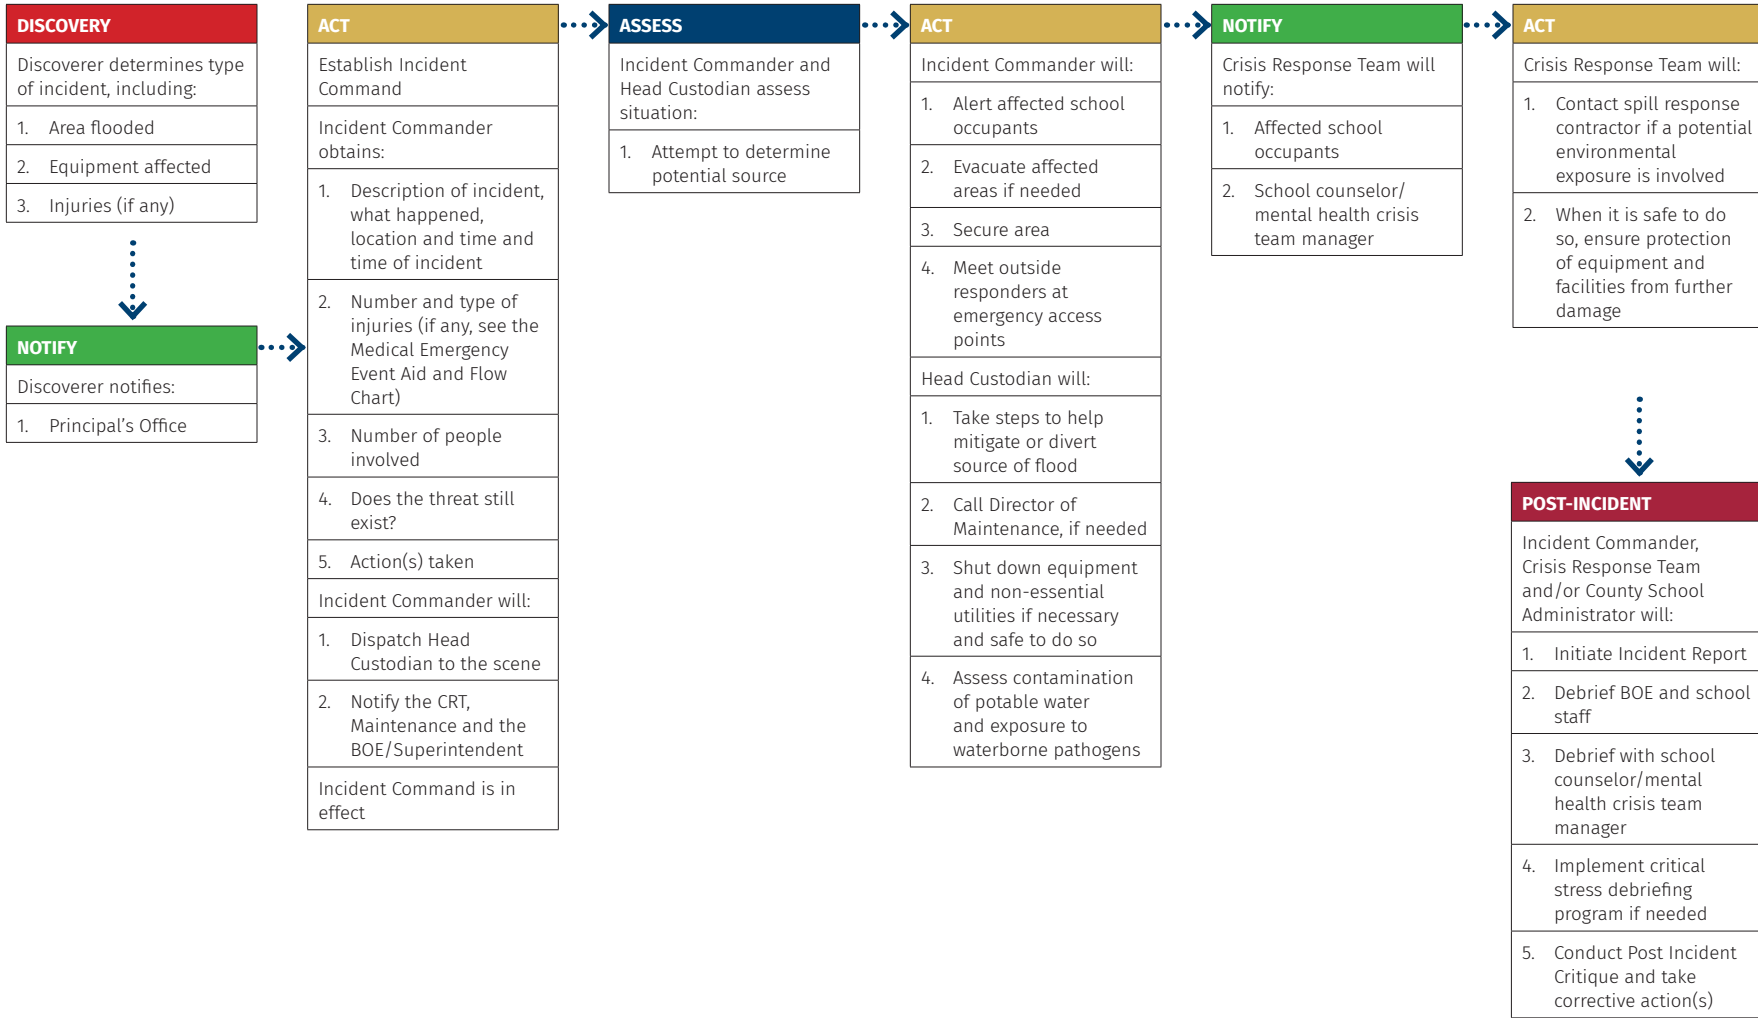 DISCOVERY
Discoverer determines type
of incident, including:
1. Area flooded
2. Equipment affected
3. Injuries (if any)
NOTIFY
Discoverer notifies:
1. Principal’s Office
ACT
Establish Incident
Command
Incident Commander
obtains:
1. Description of incident,
what happened,
location and time and
time of incident
2. Number and type of
injuries (if any, see the
Medical Emergency
Event Aid and Flow
Chart)
3. Number of people
involved
4. Does the threat still
exist?
5. Action(s) taken
Incident Commander will:
1. Dispatch Head
Custodian to the scene
2. Notify the CRT,
Maintenance and the
BOE/Superintendent
Incident Command is in
effect
ASSESS
Incident Commander and
Head Custodian assess
situation:
1. Attempt to determine
potential source
ACT
Incident Commander will:
1. Alert affected school
occupants
2. Evacuate affected
areas if needed
3. Secure area
4. Meet outside
responders at
emergency access
points
Head Custodian will:
1. Take steps to help
mitigate or divert
source of flood
2. Call Director of
Maintenance, if needed
3. Shut down equipment
and non-essential
utilities if necessary
and safe to do so
4. Assess contamination
of potable water
and exposure to
waterborne pathogens
NOTIFY
Crisis Response Team will
notify:
1. Affected school
occupants
2. School counselor/
mental health crisis
team manager
ACT
Crisis Response Team will:
1. Contact spill response
contractor if a potential
environmental
exposure is involved
2. When it is safe to do
so, ensure protection
of equipment and
facilities from further
damage
POST-INCIDENT
Incident Commander,
Crisis Response Team
and/or County School
Administrator will:
1. Initiate Incident Report
2. Debrief BOE and school
staff
3. Debrief with school
counselor/mental
health crisis team
manager
4. Implement critical
stress debriefing
program if needed
5. Conduct Post Incident
Critique and take
corrective action(s)